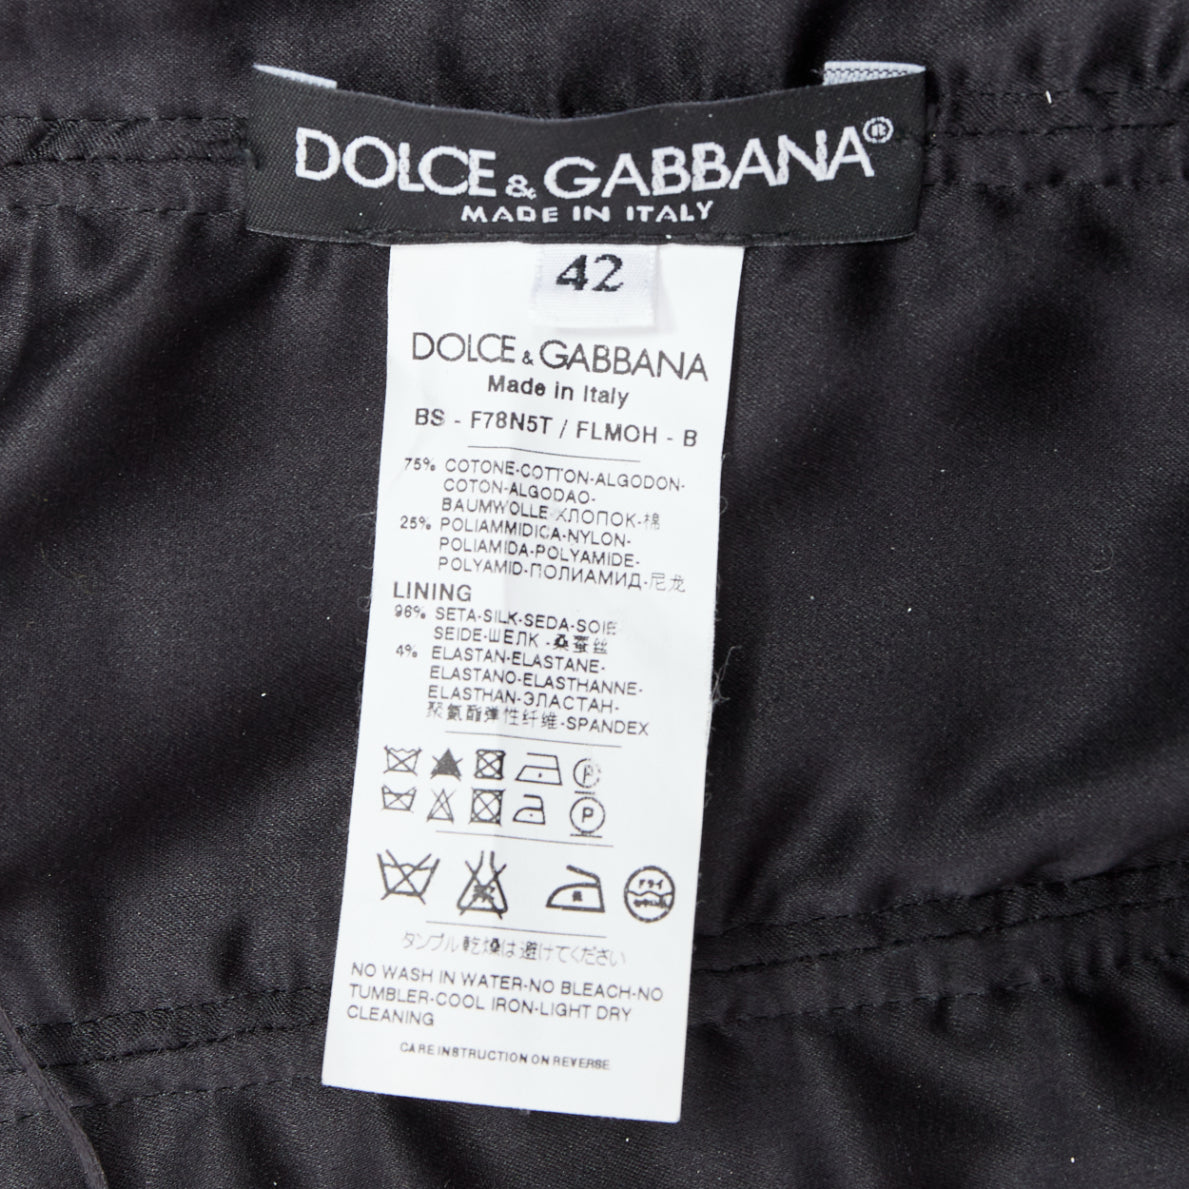 DOLCE & GABBANA®
MADE IN ITALY
42
DOLCE & GABBANA
Made in Italy
BS - F78N5T / FLMOH - B
75% COTONE-COTTON-ALGODON-
COTON-ALGODAO-
BAUMWOLLE-ХЛОПОК-棉
25% POLIAMMIDICA-NYLON-
POLIAMIDA-POLYAMIDE-
POLYAMID-ПОЛИАМИД-尼龙
LINING
96% SETA-SILK-SEDA-SOIE
SEIDE-ШЕЛК -桑蚕丝
4% ELASTAN-ELASTANE-
ELASTANO-ELASTHANNE-
ELASTHAN-ЭЛАСТАН-
聚氨酯弹性纤维-SPANDEX
P
P
ドライ
タンブル乾燥は避けてください
NO WASH IN WATER-NO BLEACH-NO
TUMBLER-COOL IRON-LIGHT DRY
CLEANING
CARE INSTRUCTION ON REVERSE